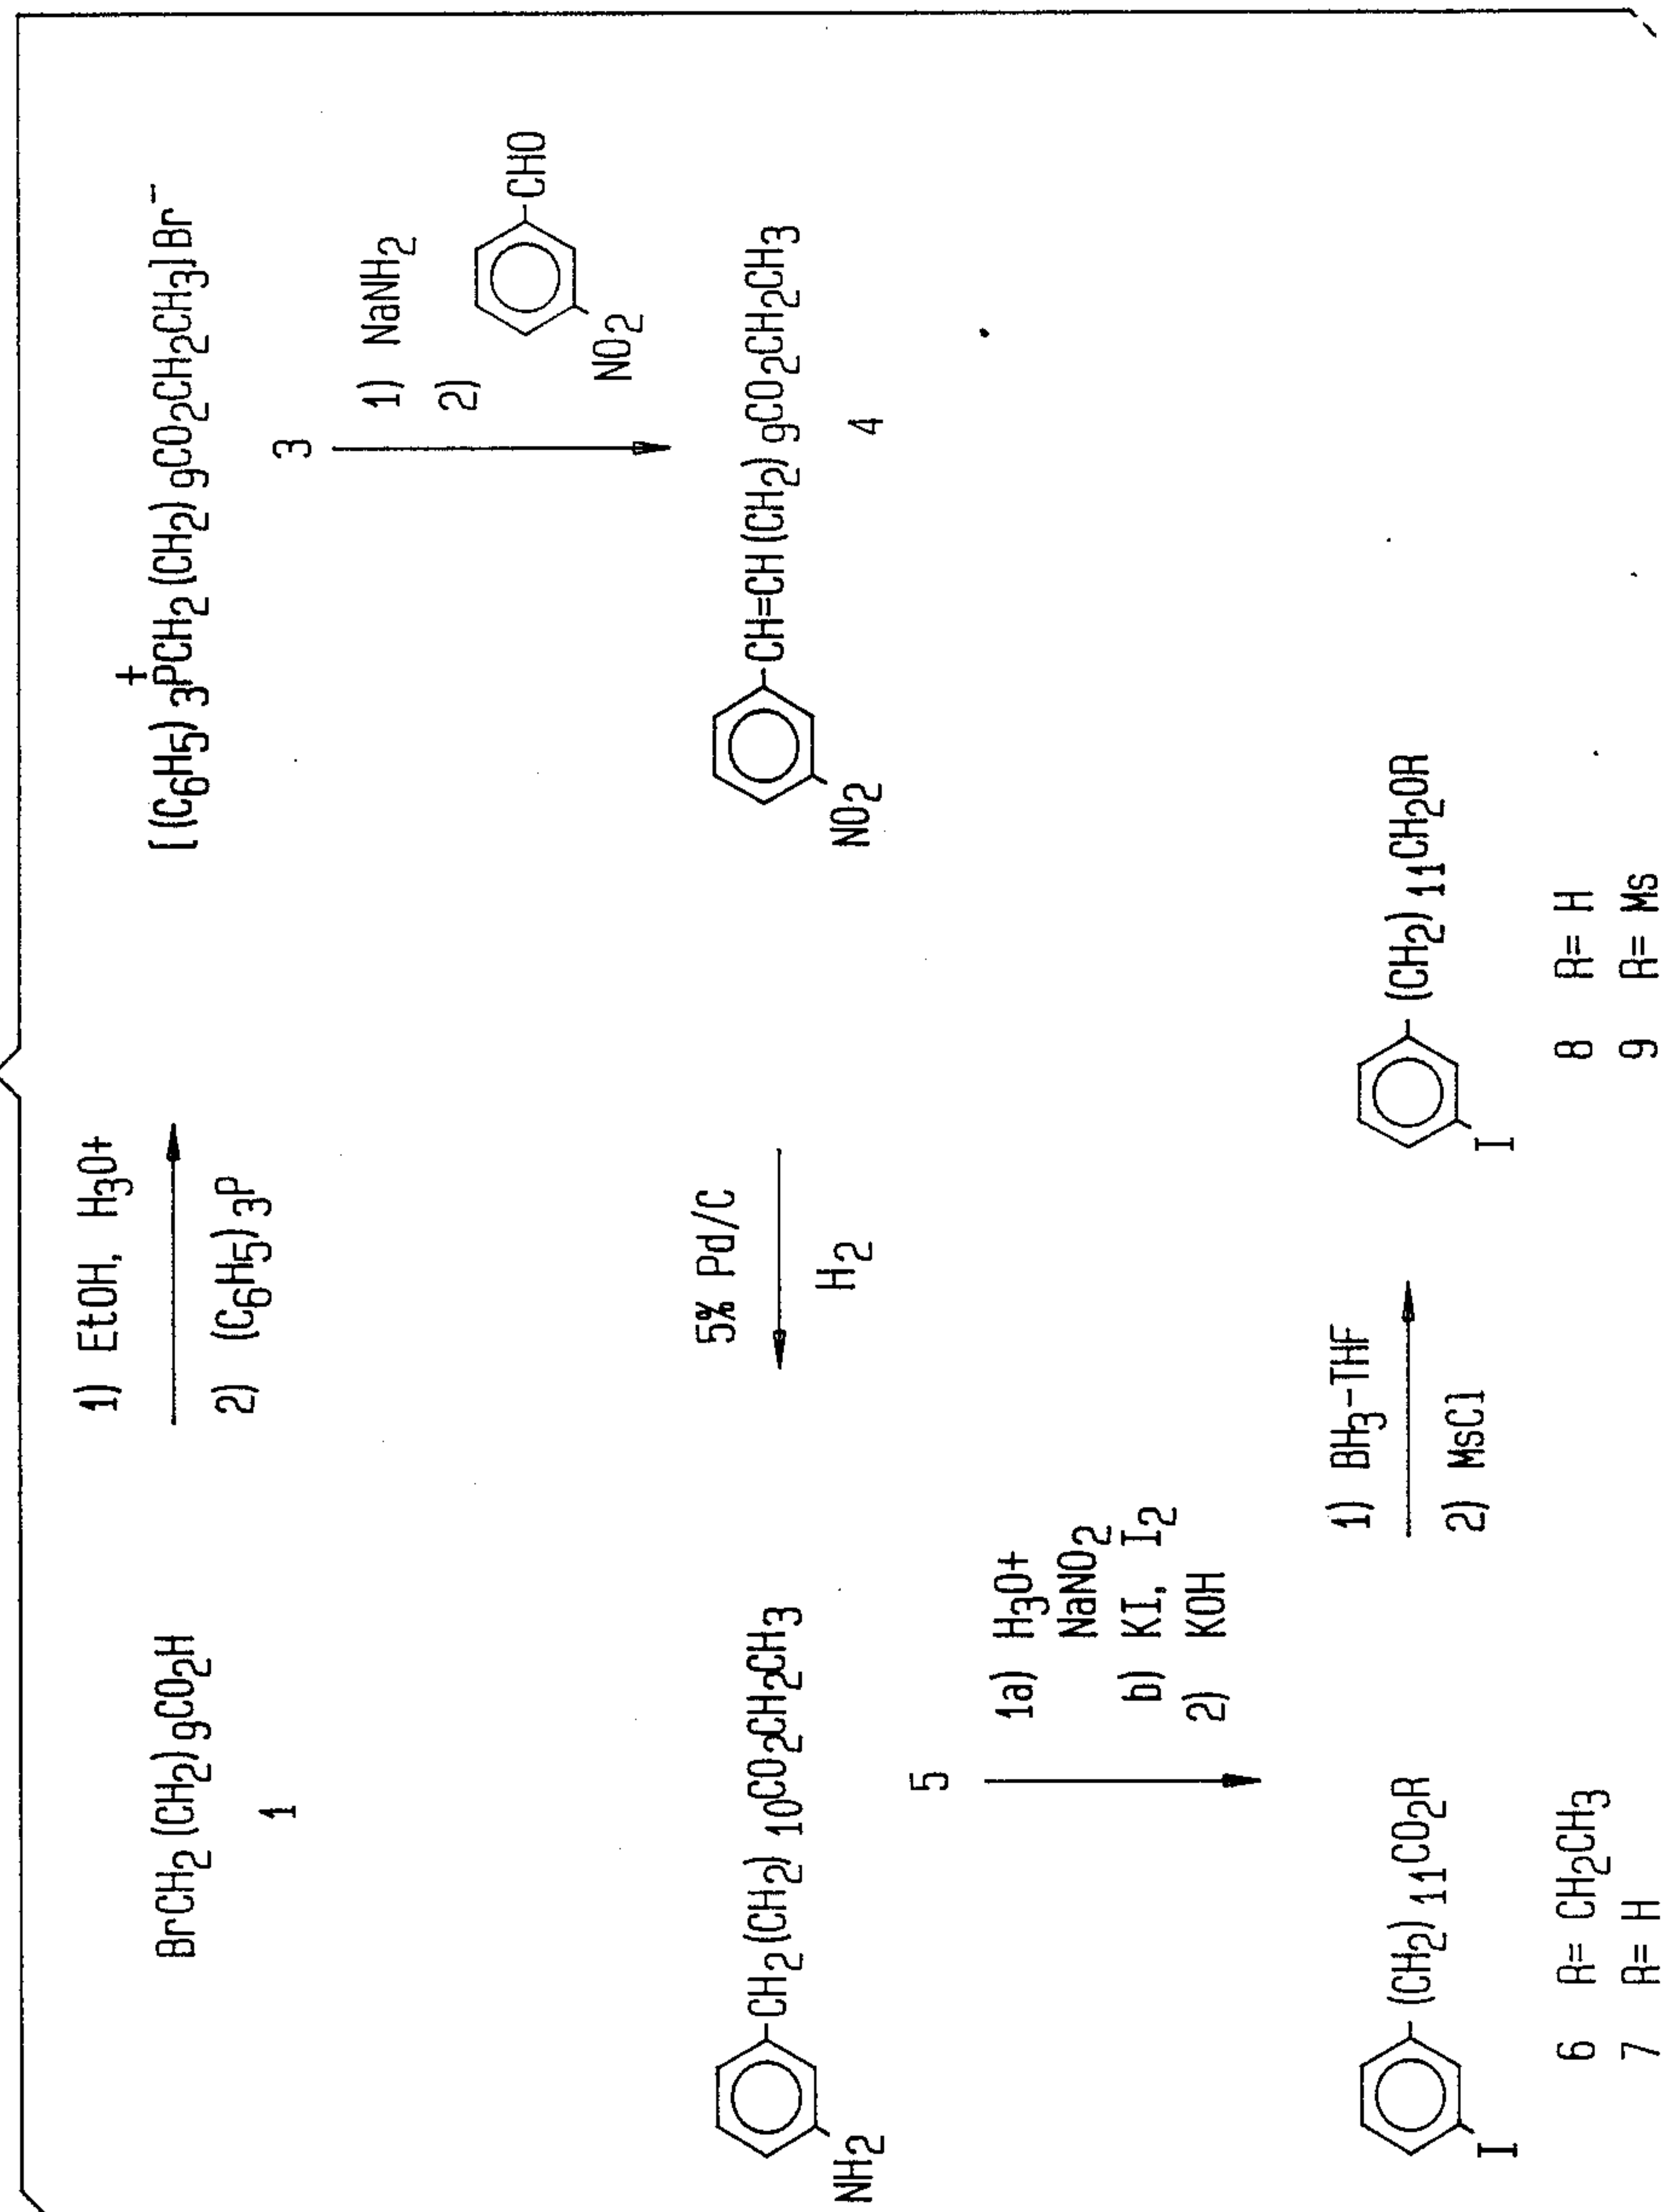 BrCH2(CH2)9CO2H
1
1) EtOH, H3O+
2) (C6H5)3P
[(C6H5)3P+CH2(CH2)9CO2CH2CH3]Br-
3
1) NaNH2
2)
CHO
NO2
CH=CH(CH2)9CO2CH2CH3
NO2
4
5% Pd/C
H2
CH2(CH2)10CO2CH2CH3
NH2
5
1a) H3O+
NaNO2
b) KI, I2
2) KOH
(CH2)11CO2R
I
6 R= CH2CH3
7 R= H
1) BH3-THF
2) MsCl
(CH2)11CH2OR
I
8 R= H
9 R= Ms